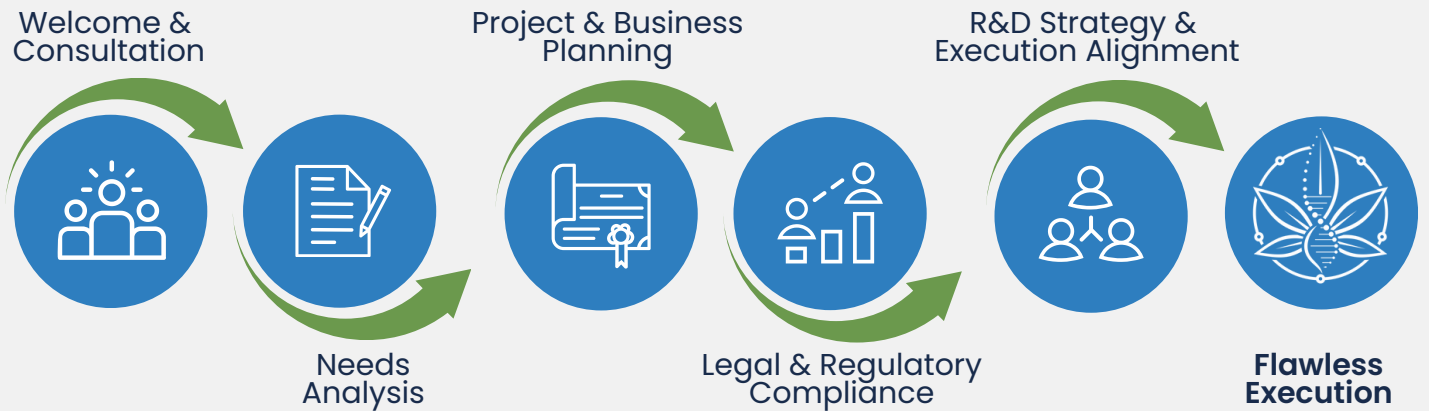 Welcome &
Consultation
Needs
Analysis
Project & Business
Planning
Legal & Regulatory
Compliance
R&D Strategy &
Execution Alignment
Flawless
Execution